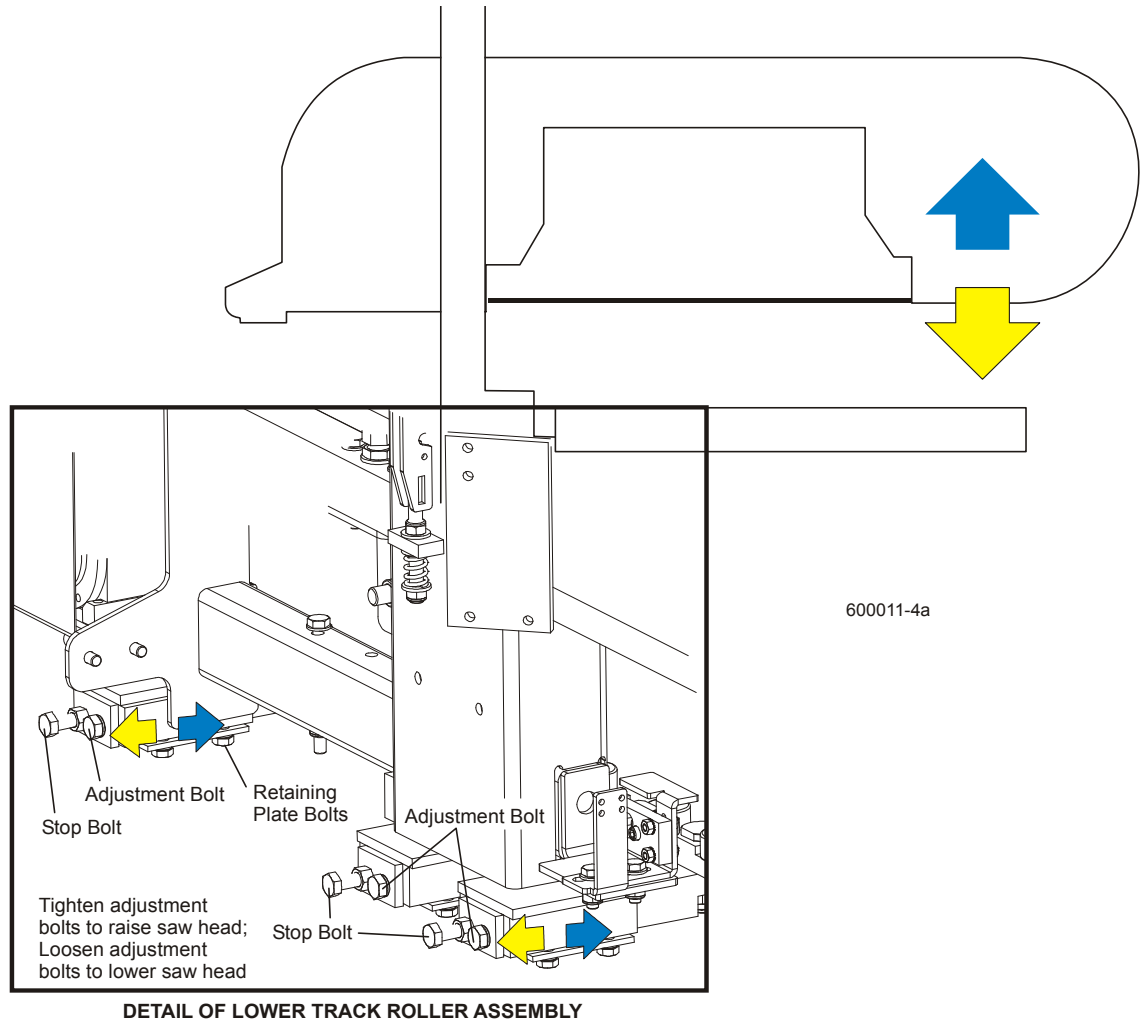 600011-4a
Adjustment Bolt
Stop Bolt
Retaining
Plate Bolts
Adjustment Bolt
Tighten adjustment
bolts to raise saw head;
Loosen adjustment
bolts to lower saw head
Stop Bolt
DETAIL OF LOWER TRACK ROLLER ASSEMBLY